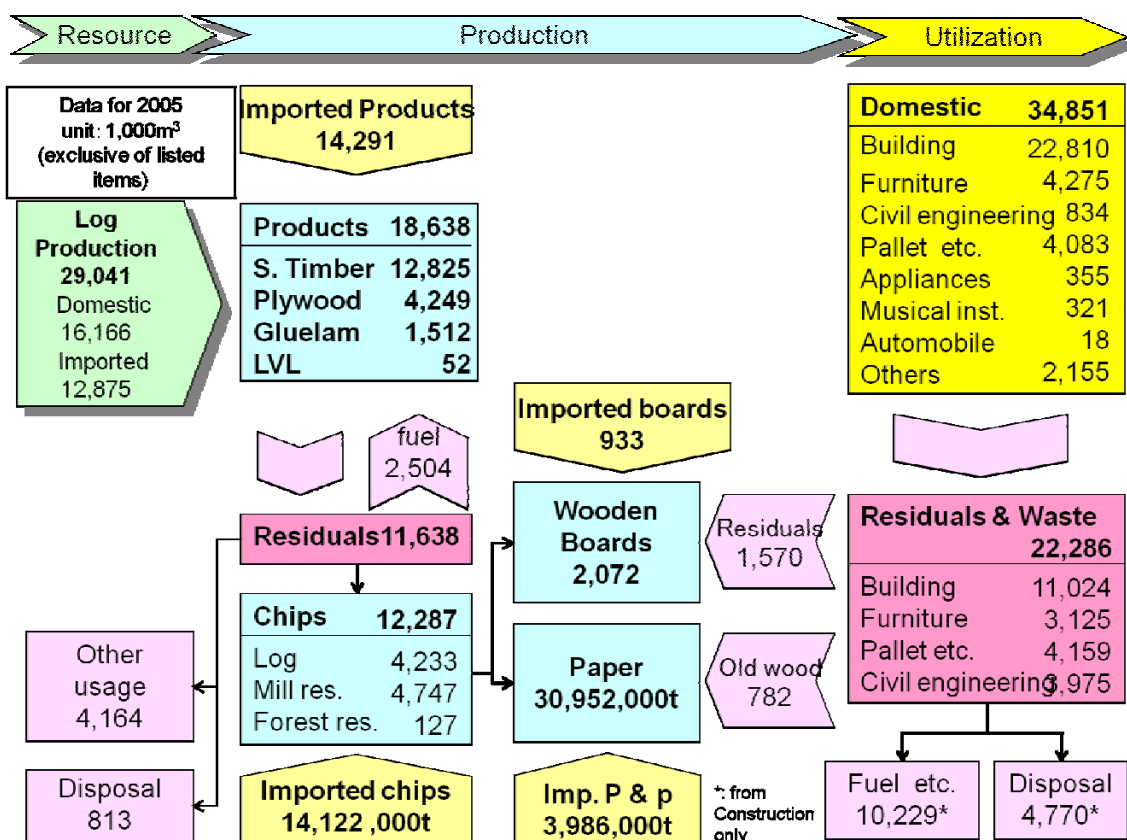 Resource
Production
Utilization
Data for 2005
unit: 1,000m³
(exclusive of listed
items)
Imported Products
14,291
Domestic 34,851
Building 22,810
Furniture 4,275
Civil engineering 834
Pallet etc. 4,083
Appliances 355
Musical inst. 321
Automobile 18
Others 2,155
Log
Production
29,041
Domestic
16,166
Imported
12,875
Products 18,638
S. Timber 12,825
Plywood 4,249
Gluelam 1,512
LVL 52
Imported boards
933
fuel
2,504
Residuals 11,638
Wooden
Boards
2,072
Residuals
1,570
Residuals & Waste
22,286
Building 11,024
Furniture 3,125
Pallet etc. 4,159
Civil engineering 3,975
Chips 12,287
Log 4,233
Mill res. 4,747
Forest res. 127
Paper
30,952,000t
Old wood
782
Other
usage
4,164
Disposal
813
Imported chips
14,122 ,000t
Imp. P & p
3,986,000t
*: from
Construction
only
Fuel etc.
10,229*
Disposal
4,770*